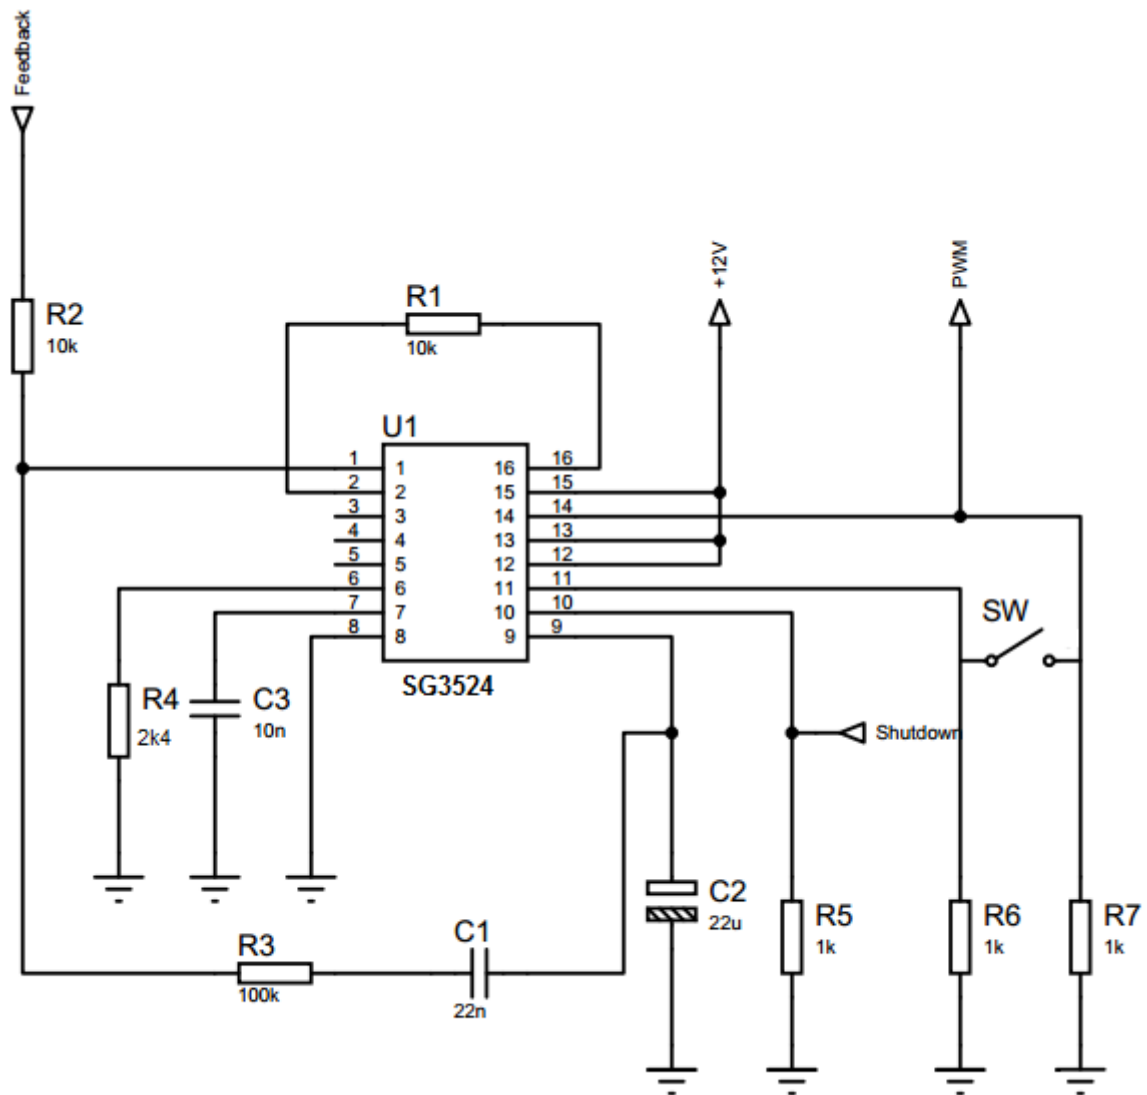 Feedback
R2
10k
R1
10k
+12V
PWM
U1
1
1
16
16
2
2
15
15
3
3
14
14
4
4
13
13
5
5
12
12
6
6
11
11
7
7
10
10
8
8
9
9
SG3524
SW
R4
2k4
C3
10n
Shutdown
C2
22u
R5
1k
R6
1k
R7
1k
R3
100k
C1
22n